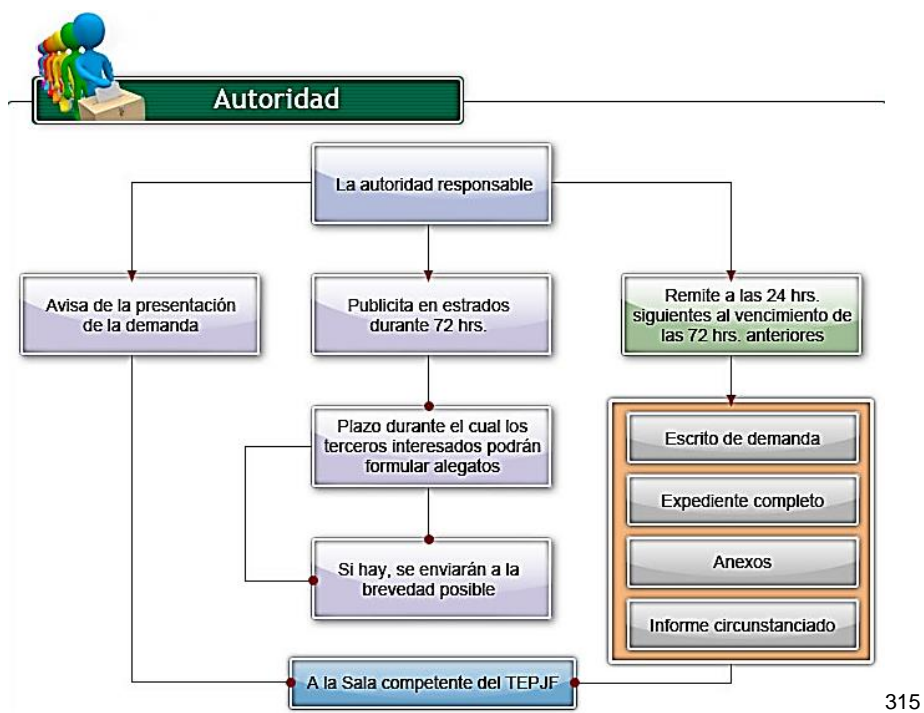 Autoridad
La autoridad responsable
Avisa de la presentación
de la demanda
Publicita en estrados
durante 72 hrs.
Remite a las 24 hrs.
siguientes al vencimiento de
las 72 hrs. anteriores
Plazo durante el cual los
terceros interesados podrán
formular alegatos
Si hay, se enviarán a la
brevedad posible
Escrito de demanda
Expediente completo
Anexos
Informe circunstanciado
A la Sala competente del TEPJF
315